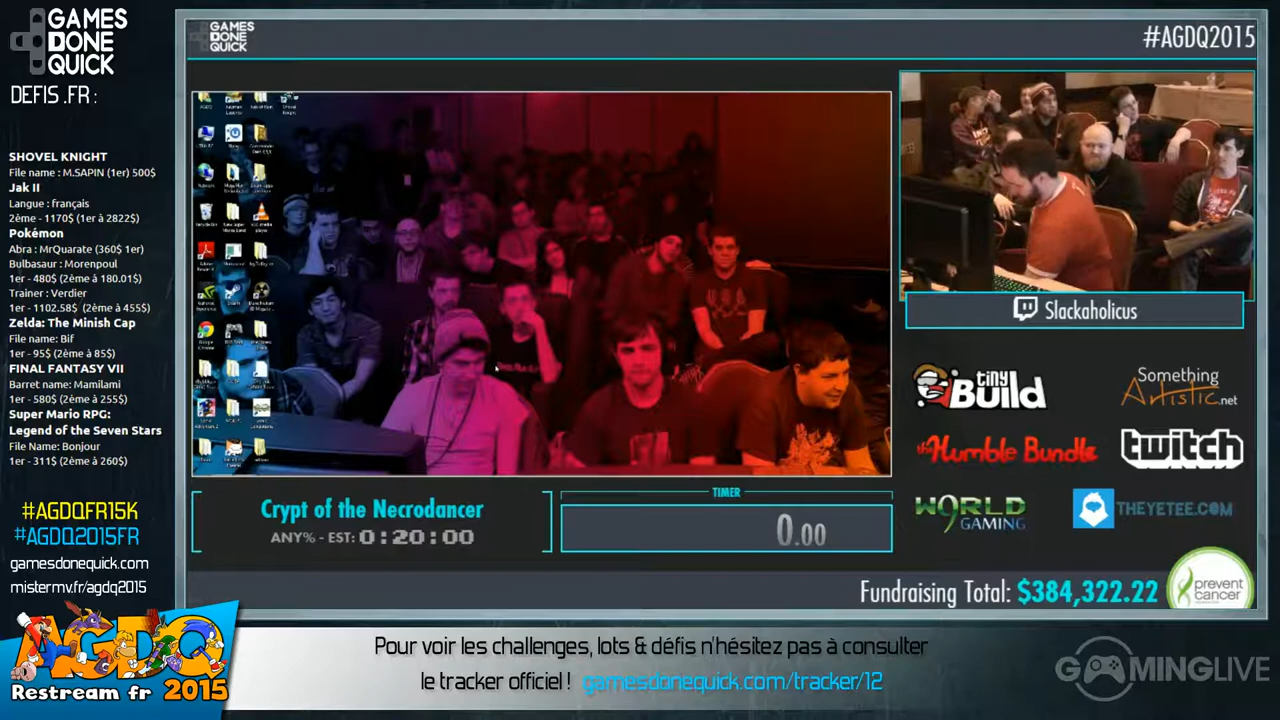 GAMES
DONE
QUICK
DEFIS .FR :
SHOVEL KNIGHT
File name : M.SAPIN (1er) 500$
Jak II
Langue : français
2ème - 1170$ (1er à 2822$)
Pokémon
Abra : MrQuarate (360$ 1er)
Bulbasaur : Morenpoul
1er - 480$ (2ème à 180.01$)
Trainer : Verdier
1er - 1102.58$ (2ème à 455$)
Zelda: The Minish Cap
File name: Bif
1er - 95$ (2ème à 85$)
FINAL FANTASY VII
Barret name: Mamilami
1er - 580$ (2ème à 255$)
Super Mario RPG:
Legend of the Seven Stars
File Name: Bonjour
1er - 311$ (2ème à 260$)
#AGDQFR15K
#AGDQ2015FR
gamesdonequick.com
mistermv.fr/agdq2015
AGDQ
Restream fr 2015
GAMES
DONE
QUICK
#AGDQ2015
Slackaholicus
tinyBuild
SomethingArtistic.net
the Humble Bundle
twitch
WORLD GAMING
THEYETEE.COM
Crypt of the Necrodancer
ANY% - EST: 0:20:00
TIMER
0.00
Fundraising Total: $384,322.22
prevent cancer
Pour voir les challenges, lots & défis n'hésitez pas à consulter
le tracker officiel ! gamesdonequick.com/tracker/12
GAMINGLIVE